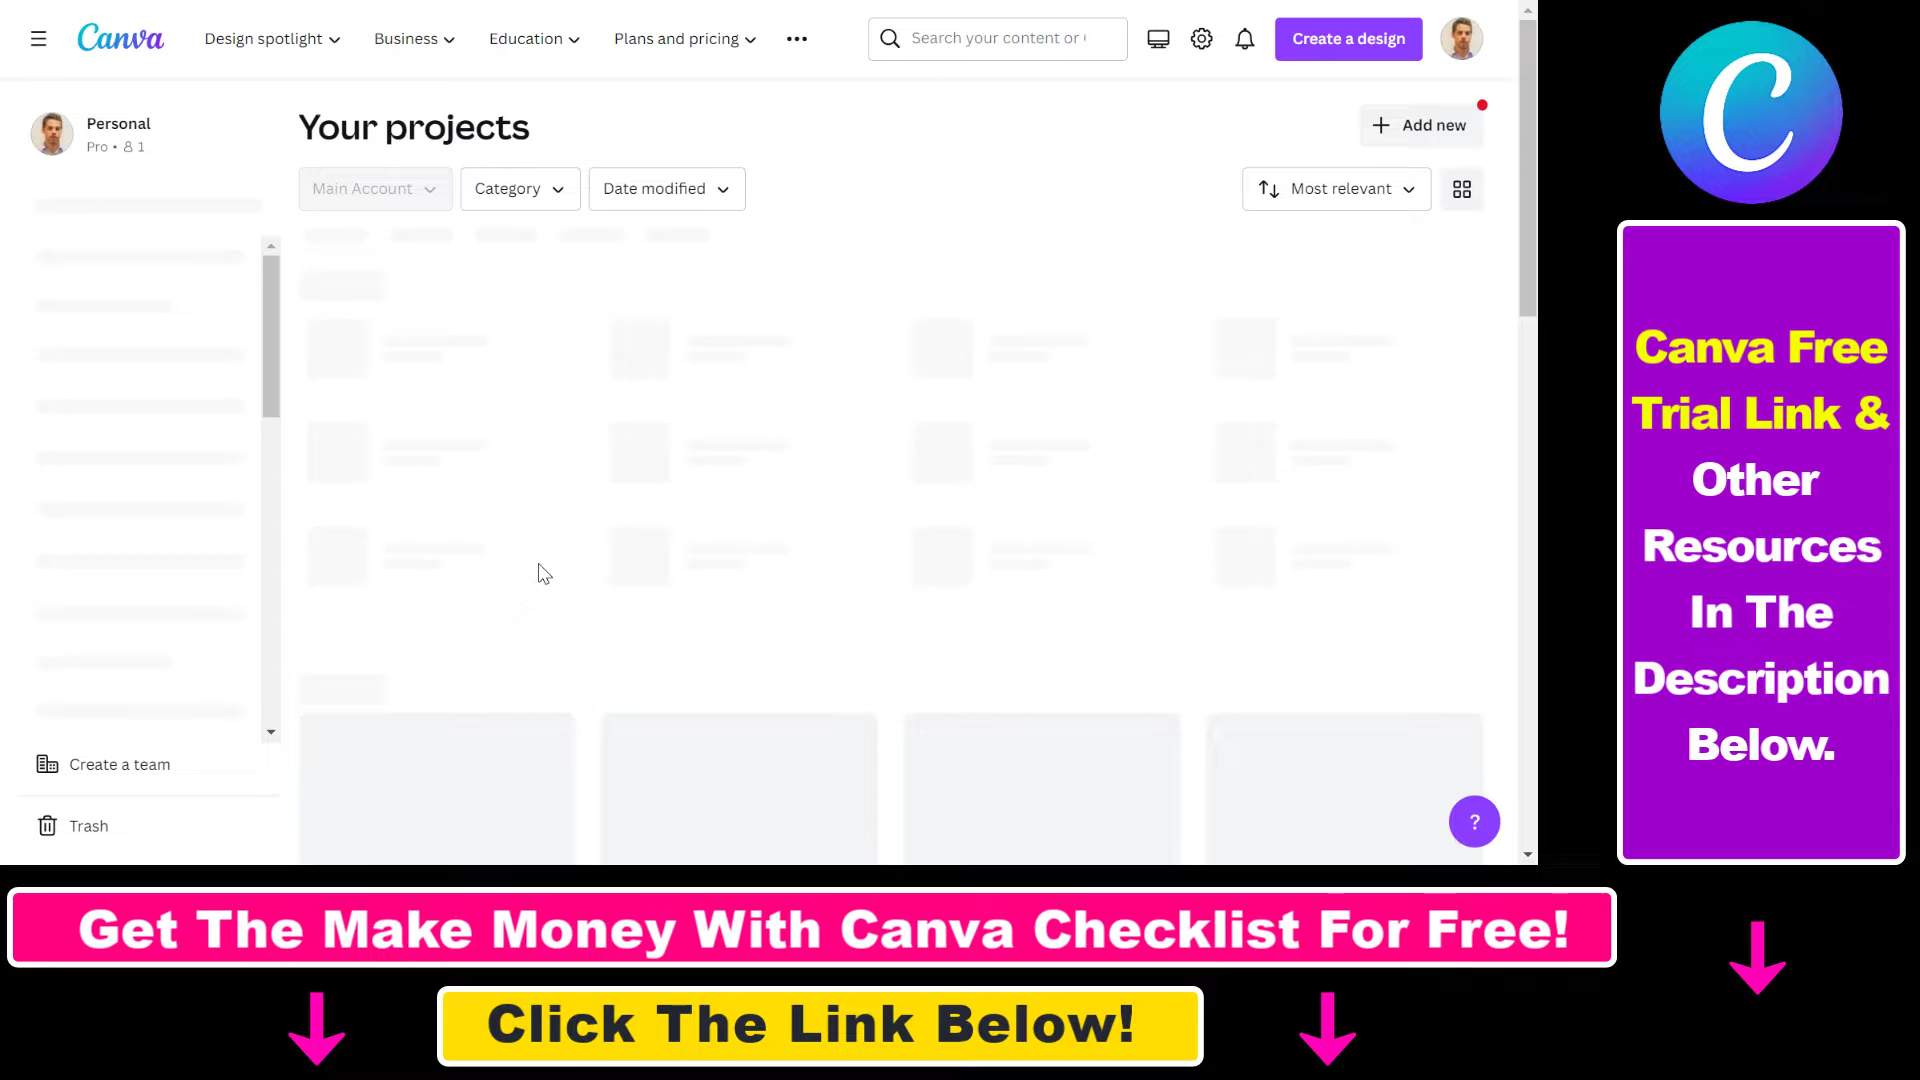 Canva
Design spotlight
Business
Education
Plans and pricing
Search your content or
Create a design
Personal
Pro • 1
Your projects
Add new
Main Account
Category
Date modified
Most relevant
Create a team
Trash
?
C
Canva Free
Trial Link &
Other
Resources
In The
Description
Below.
Get The Make Money With Canva Checklist For Free!
Click The Link Below!